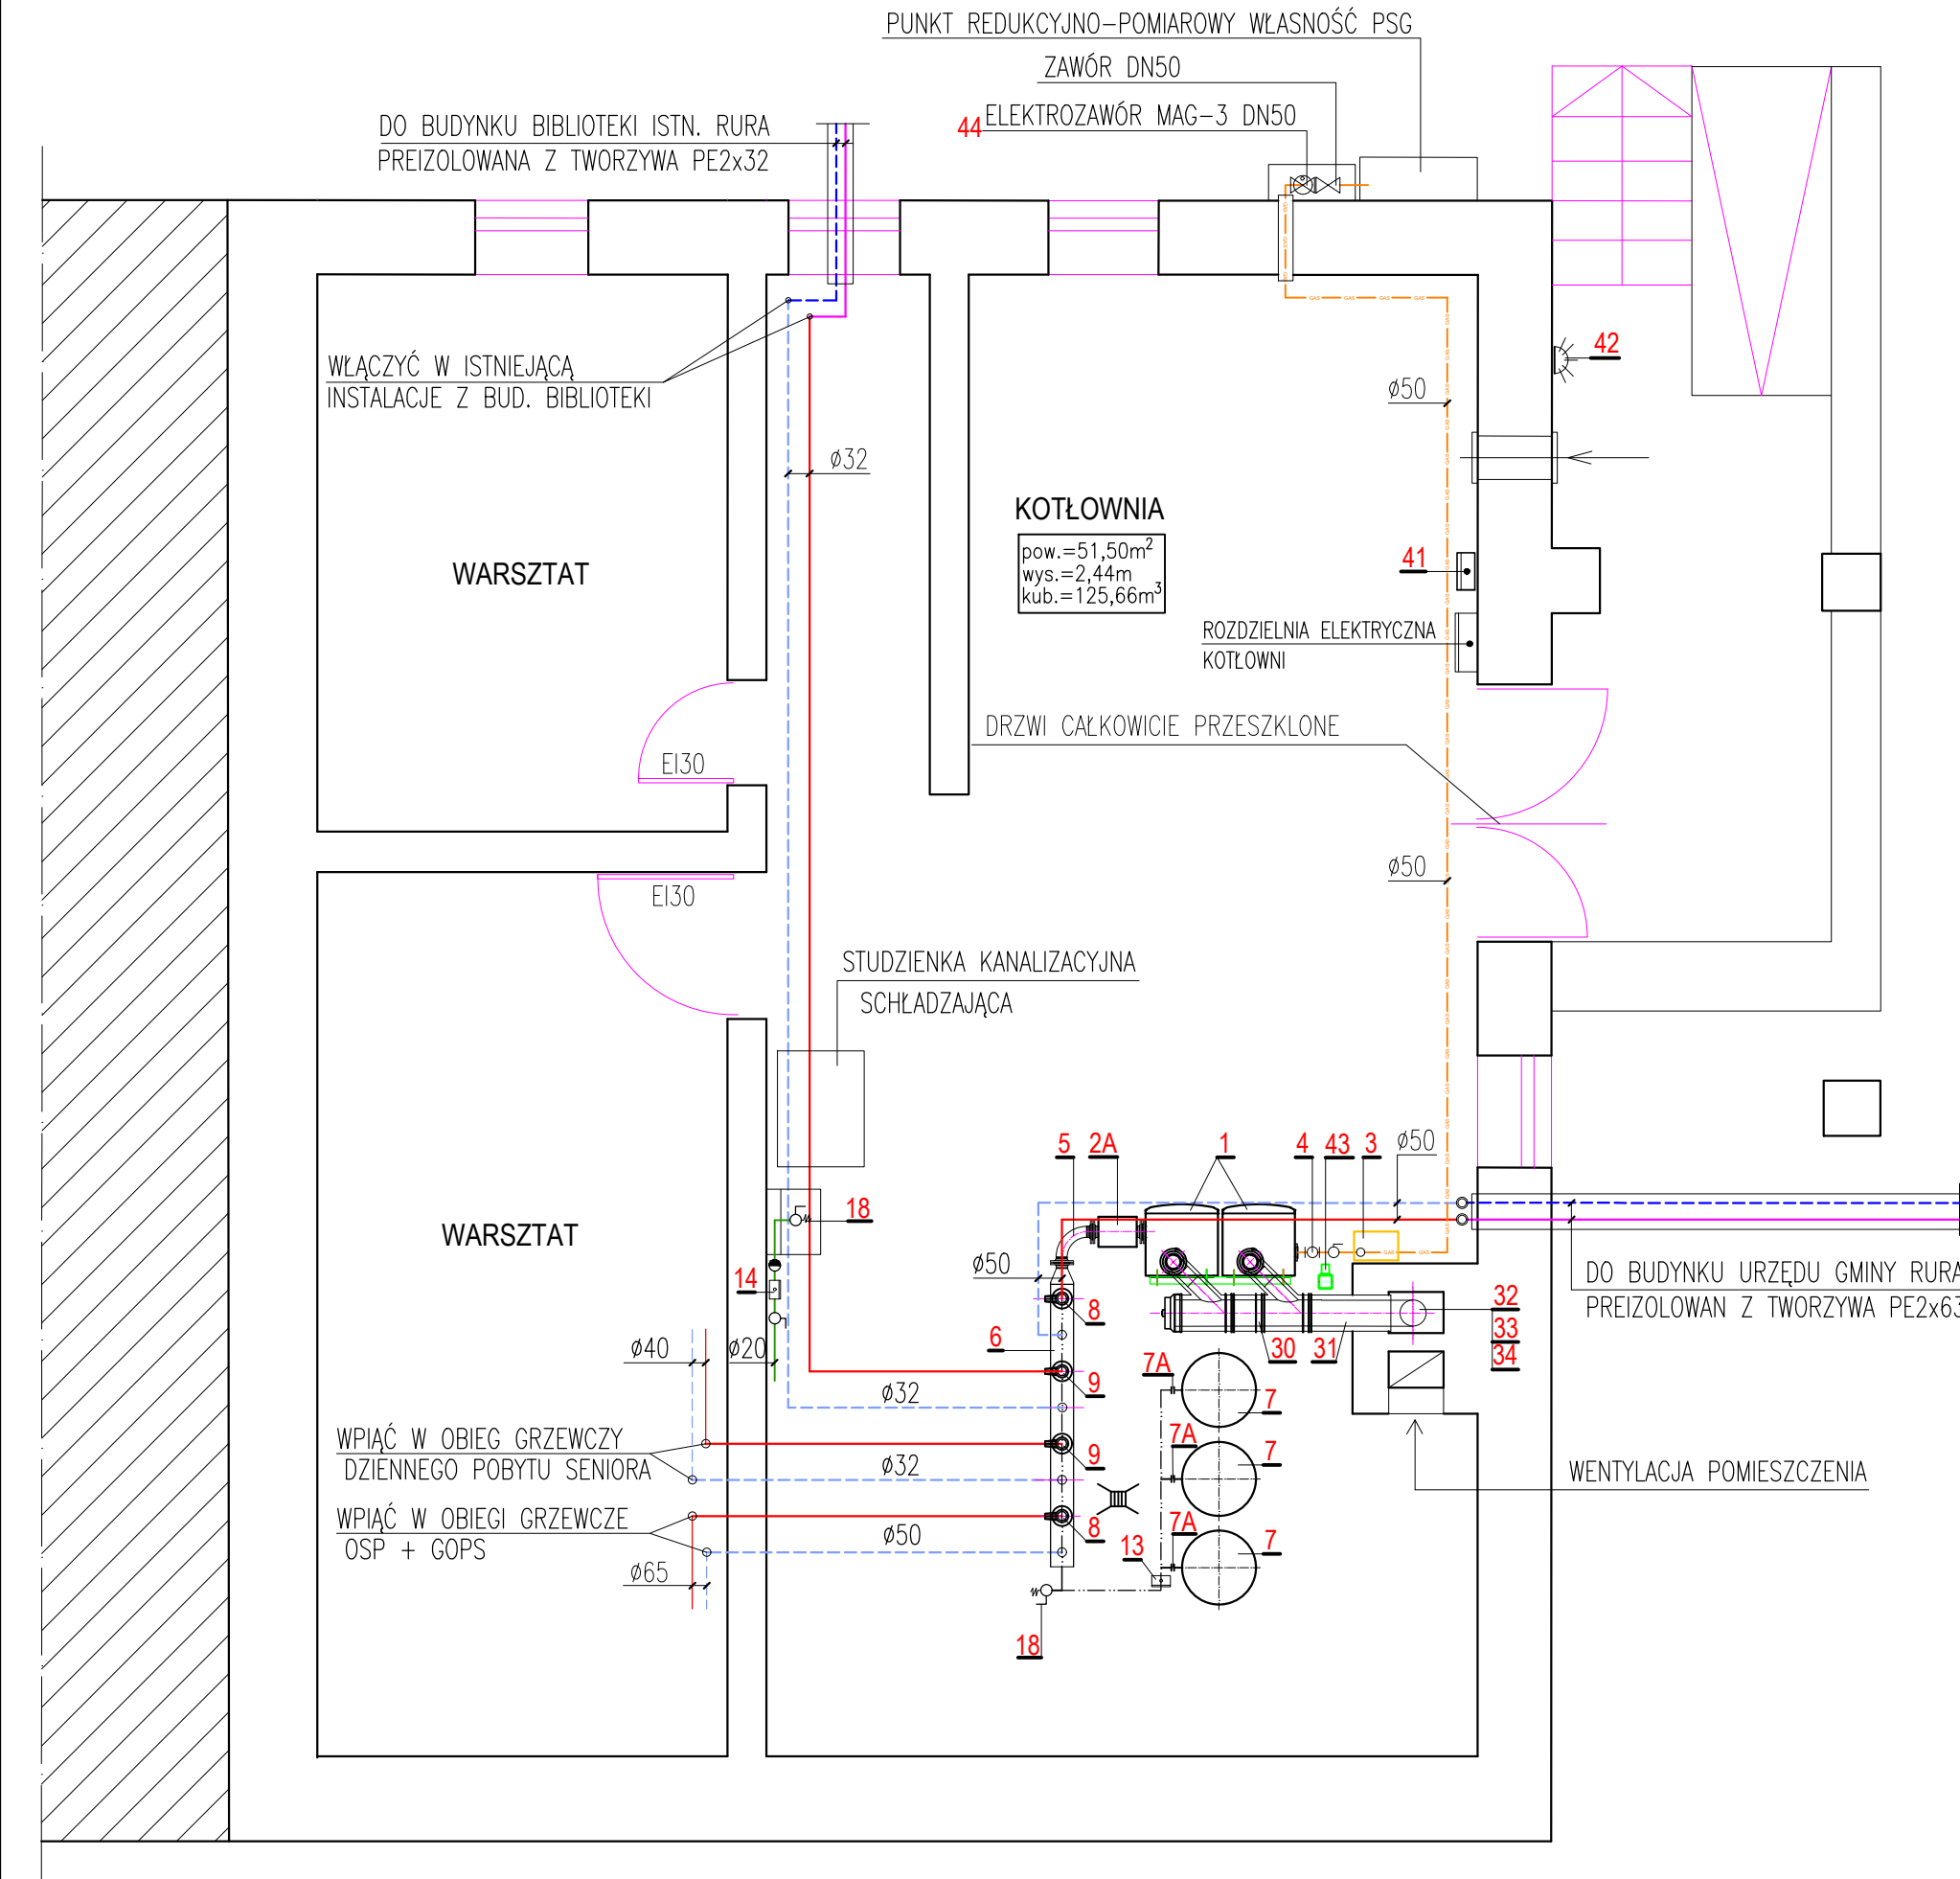 PUNKT REDUKCYJNO-POMIAROWY WŁASNOŚĆ PSG
ZAWÓR DN50
44 ELEKTROZAWÓR MAG-3 DN50
DO BUDYNKU BIBLIOTEKI ISTN. RURA
PREIZOLOWANA Z TWORZYWA PE2x32
GAS
GAS GAS GAS GAS
42
WŁĄCZYĆ W ISTNIEJĄCĄ
INSTALACJE Z BUD. BIBLIOTEKI
ø50
ø32
KOTŁOWNIA
pow.=51,50m²
wys.=2,44m
kub.=125,66m³
WARSZTAT
41
ROZDZIELNIA ELEKTRYCZNA
KOTŁOWNI
DRZWI CAŁKOWICIE PRZESZKLONE
EI30
ø50
EI30
STUDZIENKA KANALIZACYJNA
SCHŁADZAJĄCA
5 2A 1 4 43 3 ø50
18
WARSZTAT
ø50
14
DO BUDYNKU URZĘDU GMINY RURA
PREIZOLOWAN Z TWORZYWA PE2x63
8
32
33
34
6
30 31
ø40 ø20
7A
9
7
ø32
WPIĄĆ W OBIEG GRZEWCZY
DZIENNEGO POBYTU SENIORA
7A
9
7
ø32
WENTYLACJA POMIESZCZENIA
WPIĄĆ W OBIEGI GRZEWCZE
OSP + GOPS
7A
8
7
ø50
13
ø65
18